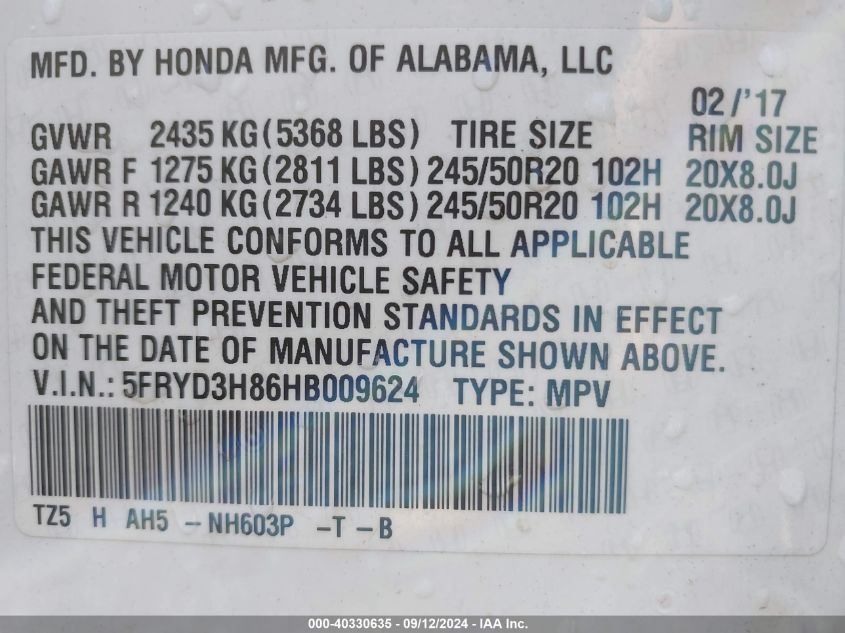 MFD. BY HONDA MFG. OF ALABAMA, LLC
02/'17
GVWR 2435 KG (5368 LBS) TIRE SIZE RIM SIZE
GAWR F 1275 KG (2811 LBS) 245/50R20 102H 20X8.0J
GAWR R 1240 KG (2734 LBS) 245/50R20 102H 20X8.0J
THIS VEHICLE CONFORMS TO ALL APPLICABLE
FEDERAL MOTOR VEHICLE SAFETY
AND THEFT PREVENTION STANDARDS IN EFFECT
ON THE DATE OF MANUFACTURE SHOWN ABOVE.
V.I.N.: 5FRYD3H86HB009624 TYPE: MPV
TZ5 H AH5 -NH603P -T -B
000-40330635 - 09/12/2024 - IAA Inc.